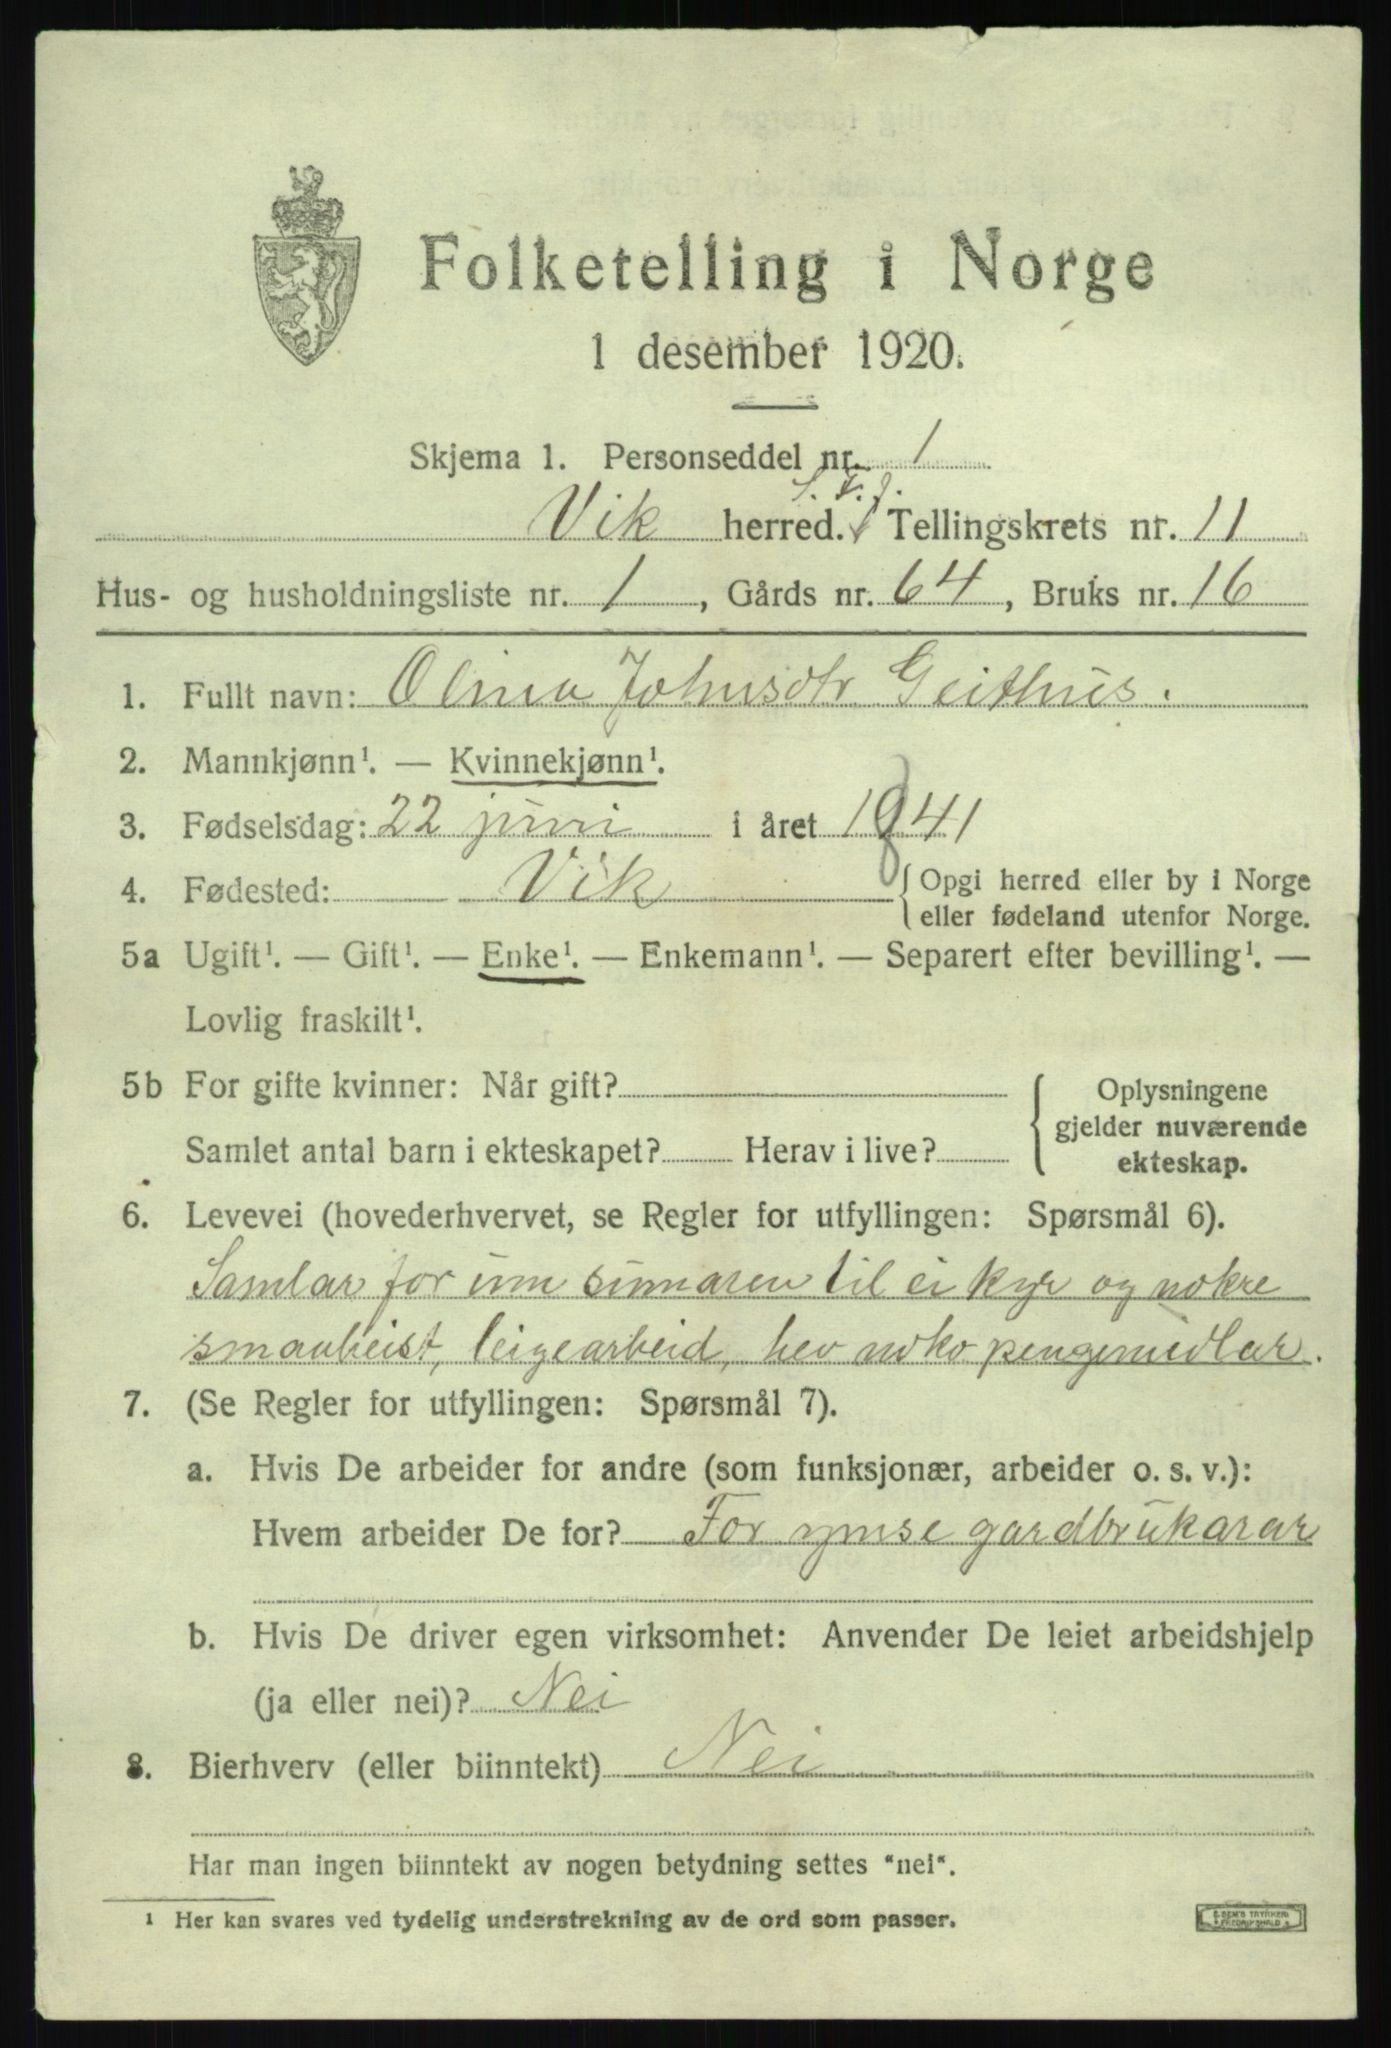 Folketelling i Norge
1 desember 1920.
Skjema 1. Personseddel nr. 1
S. F. J.
Vik herred. Tellingskrets nr. 11
Hus- og husholdningsliste nr. 1, Gårds nr. 64, Bruks nr. 16
1. Fullt navn: Olina Johnsdtr Geithus.
2. Mannkjønn¹. — Kvinnekjønn¹.
3. Fødselsdag: 22 juni i året 1841
4. Fødested: Vik {Opgi herred eller by i Norge
eller fødeland utenfor Norge.
5a Ugift¹. — Gift¹. — Enke¹. — Enkemann¹. — Separert efter bevilling¹. —
Lovlig fraskilt¹.
5b For gifte kvinner: Når gift?
Samlet antal barn i ekteskapet? Herav i live?
{ Oplysningene
gjelder nuværende
ekteskap.
6. Levevei (hovederhvervet, se Regler for utfyllingen: Spørsmål 6).
Samlar for um sumaren til ei kyr og nokre
smaubeist, leigearbeid, hev noko pengemidlar.
7. (Se Regler for utfyllingen: Spørsmål 7).
a. Hvis De arbeider for andre (som funksjonær, arbeider o. s. v.):
Hvem arbeider De for? For ymse gardbrukarar
b. Hvis De driver egen virksomhet: Anvender De leiet arbeidshjelp
(ja eller nei)? Nei
8. Bierhverv (eller biinntekt) Nei
Har man ingen biinntekt av nogen betydning settes "nei".
¹ Her kan svares ved tydelig understrekning av de ord som passer.